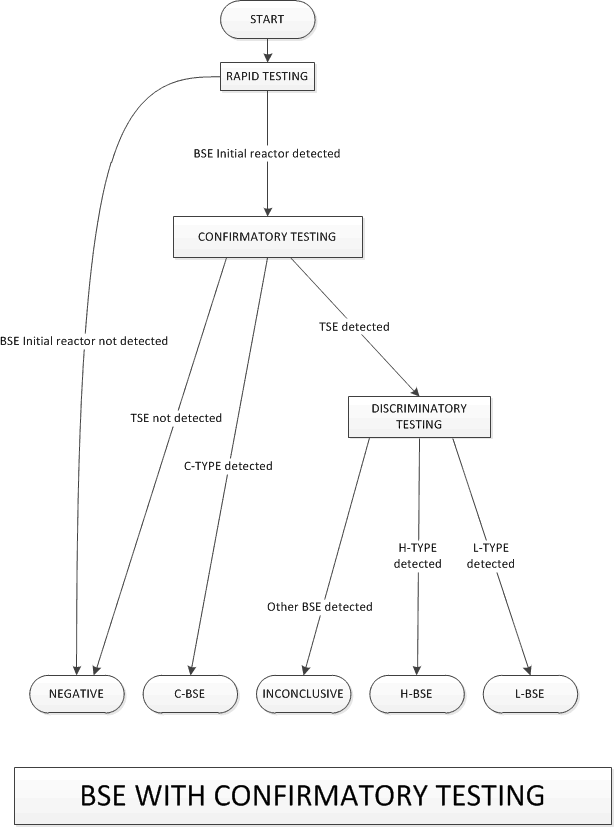 START
RAPID TESTING
BSE Initial reactor detected
CONFIRMATORY TESTING
TSE detected
BSE Initial reactor not detected
DISCRIMINATORY
TESTING
TSE not detected
C-TYPE detected
H-TYPE
detected
L-TYPE
detected
Other BSE detected
NEGATIVE
C-BSE
INCONCLUSIVE
H-BSE
L-BSE
BSE WITH CONFIRMATORY TESTING